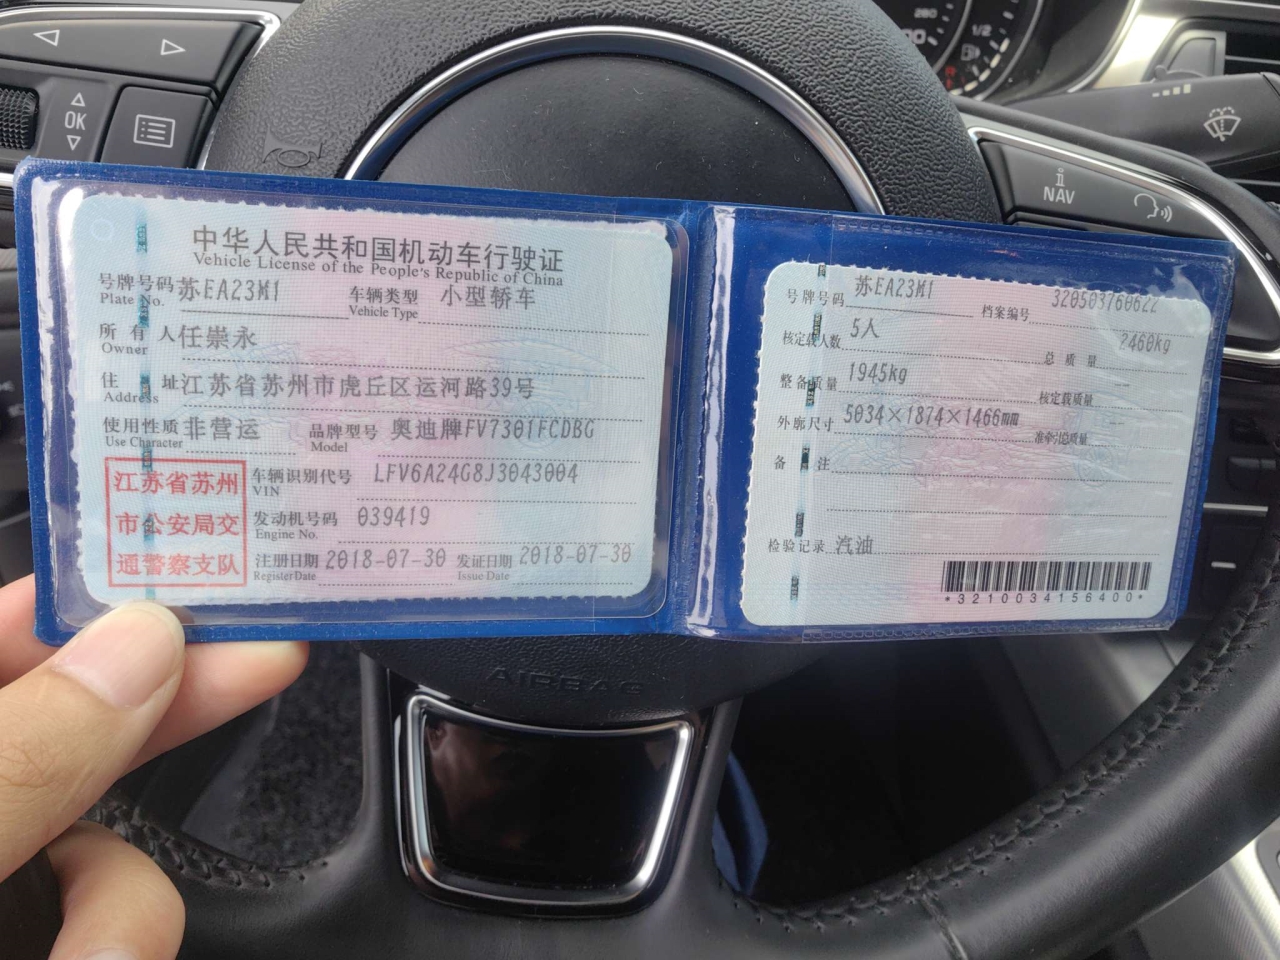 OK
NAV
280
1/2
中华人民共和国机动车行驶证
Vehicle License of the People's Republic of China
号牌号码 苏EA23M1 车辆类型 小型轿车
Plate No. Vehicle Type
所有人 任崇永
Owner
住址 江苏省苏州市虎丘区运河路39号
Address
使用性质 非营运 品牌型号 奥迪牌FV7301FCDBG
Use Character Model
江苏省苏州
市公安局交
通警察支队
车辆识别代号 LFV6A24G8J3043004
VIN
发动机号码 039419
Engine No.
注册日期 2018-07-30 发证日期 2018-07-30
Register Date Issue Date
号牌号码 苏EA23M1 档案编号 320503760622
核定载人数 5人 总质量 2460kg
整备质量 1945kg 核定载质量 --
外廓尺寸 5034×1874×1466mm 准牵引总质量 --
备注
检验记录 汽油
*3210034156400*
AIRBAG